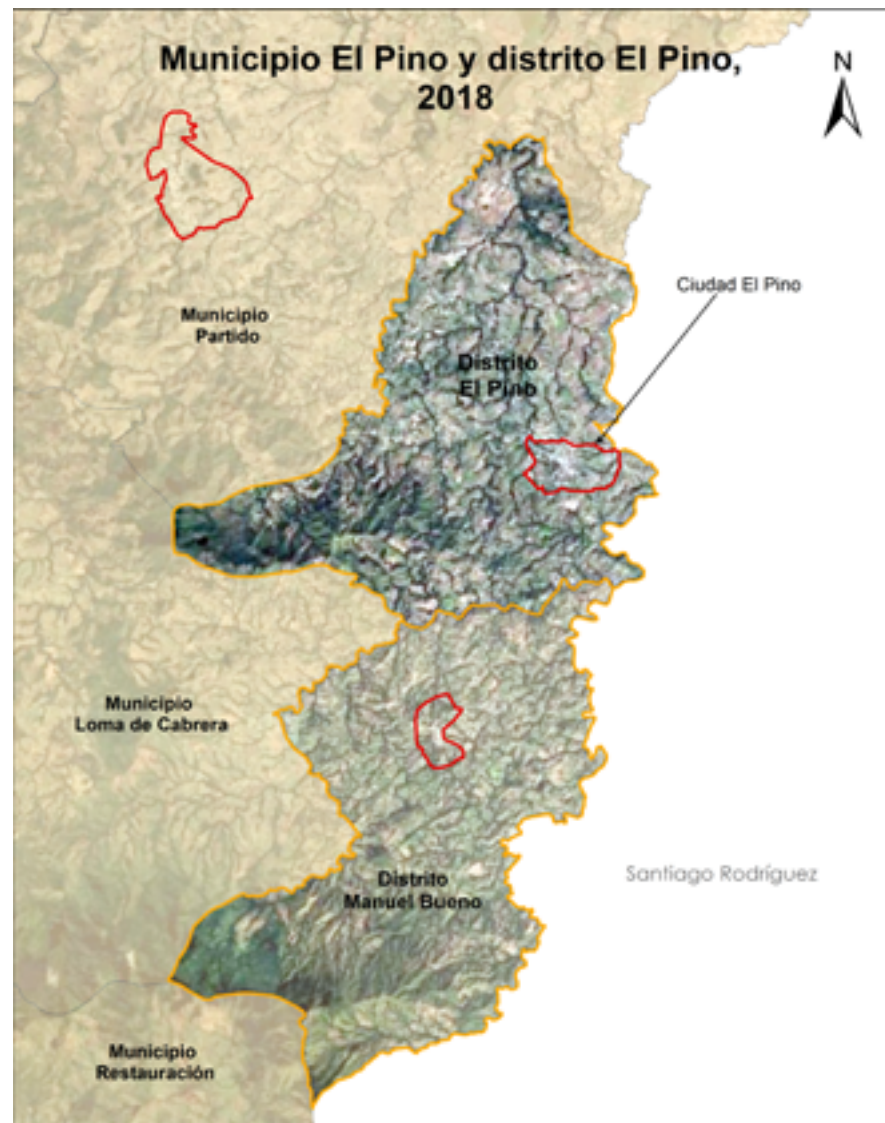 Municipio El Pino y distrito El Pino,
2018
N
Ciudad El Pino
Municipio
Partido
Distrito
El Pino
Municipio
Loma de Cabrera
Santiago Rodríguez
Distrito
Manuel Bueno
Municipio
Restauración